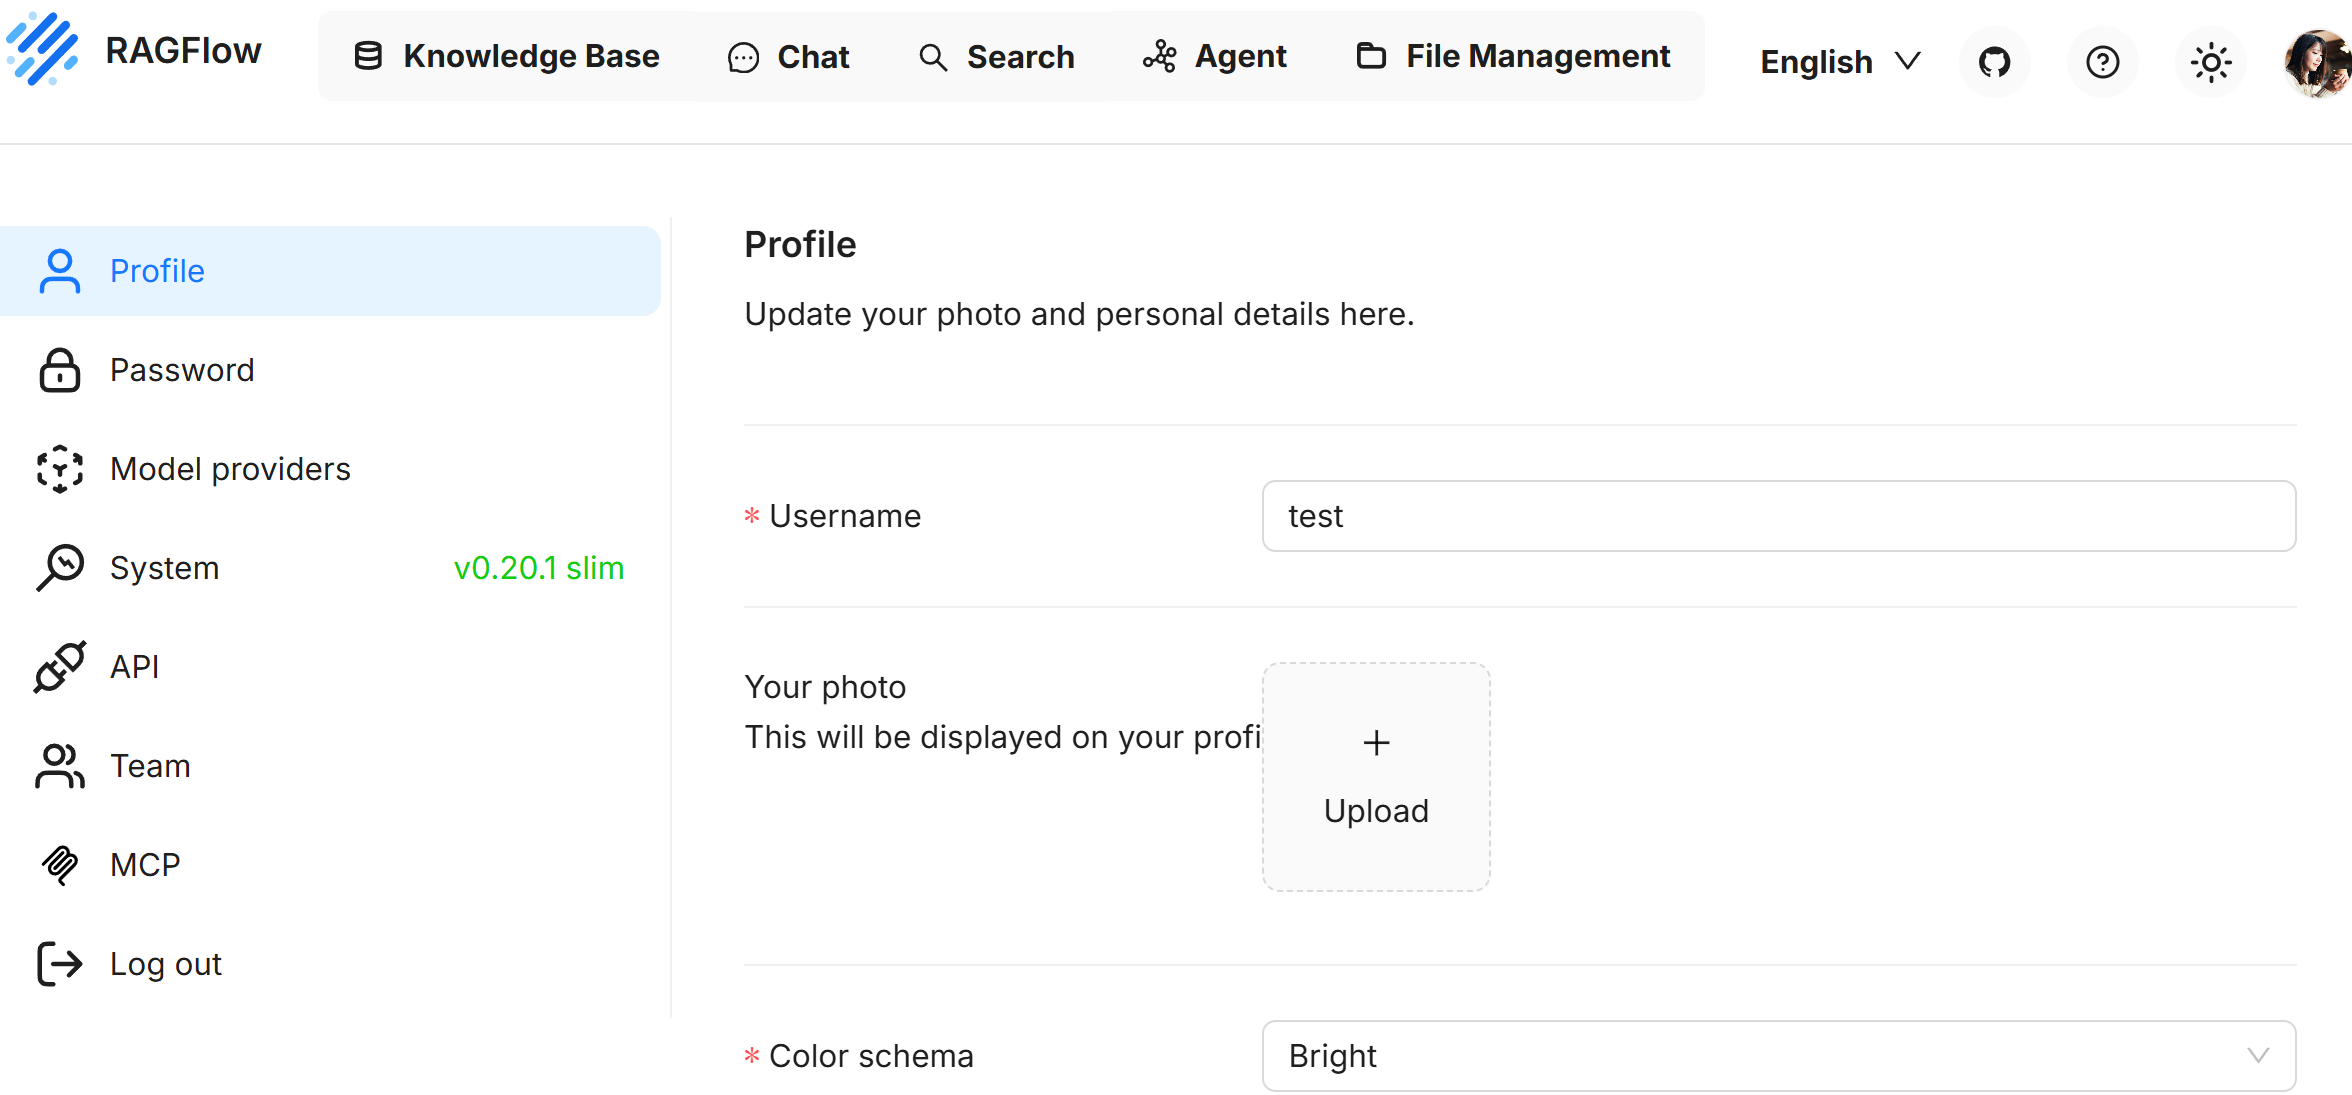 RAGFlow
Knowledge Base
Chat
Search
Agent
File Management
English
Profile
Password
Model providers
System v0.20.1 slim
API
Team
MCP
Log out
Profile
Update your photo and personal details here.
* Username test
Your photo
This will be displayed on your profi
+
Upload
* Color schema Bright